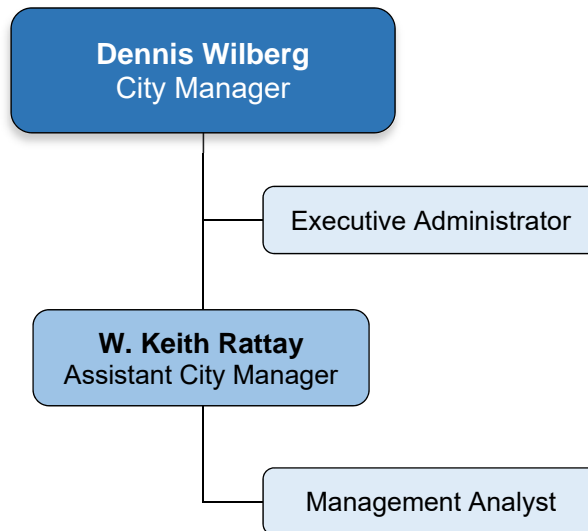 Dennis Wilberg
City Manager
Executive Administrator
W. Keith Rattay
Assistant City Manager
Management Analyst